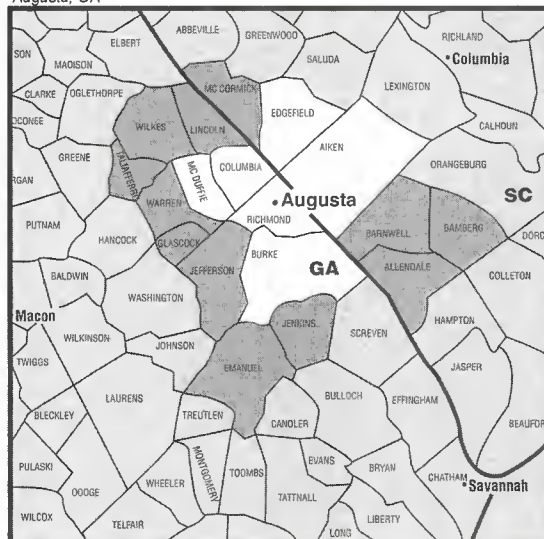 Augusta, GA
ABBEVILLE
GREENWOOD
RICHLAND
ELBERT
SON
MADISON
SALUDA
Columbia
LEXINGTON
CLARKE
OGLETHORPE
MC CORMICK
EDGEFIELD
OCONEE
WILKES
LINCOLN
CALHOUN
AIKEN
GREENE
COLUMBIA
ORANGEBURG
TALIAFERRO
MC DUFFIE
RGAN
WARREN
Augusta
SC
PUTNAM
RICHMOND
BAMBERG
HANCOCK
GLASCOCK
BARNWELL
DORC
BURKE
JEFFERSON
GA
ALLENDALE
BALDWIN
COLLETON
WASHINGTON
Macon
JENKINS
HAMPTON
WILKINSON
JOHNSON
SCREVEN
TWIGGS
EMANUEL
JASPER
LAURENS
BULLOCH
EFFINGHAM
BLECKLEY
TREUTLEN
CANDLER
BEAUFOR
PULASKI
MONTGOMERY
EVANS
BRYAN
TOOMBS
CHATHAM
DODGE
WHEELER
Savannah
TATTNALL
WILCOX
TELFAIR
LIBERTY
LONG